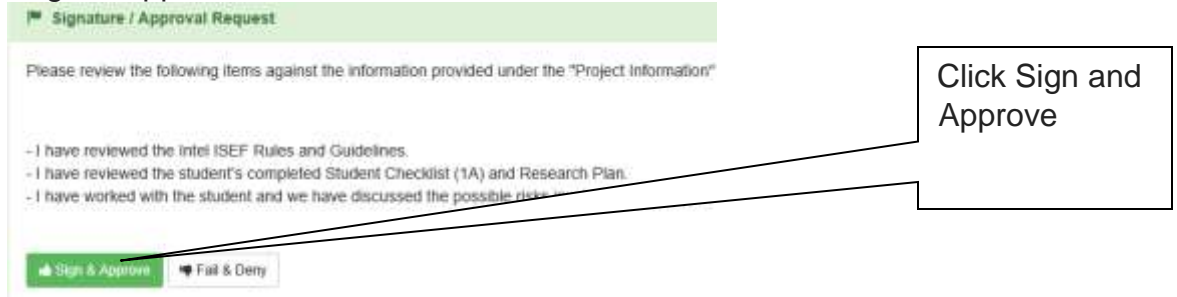 Signature / Approval Request
Please review the following items against the information provided under the "Project Information"
- I have reviewed the Intel ISEF Rules and Guidelines.
- I have reviewed the student's completed Student Checklist (1A) and Research Plan.
- I have worked with the student and we have discussed the possible risks
Sign & Approve
Fail & Deny
Click Sign and
Approve